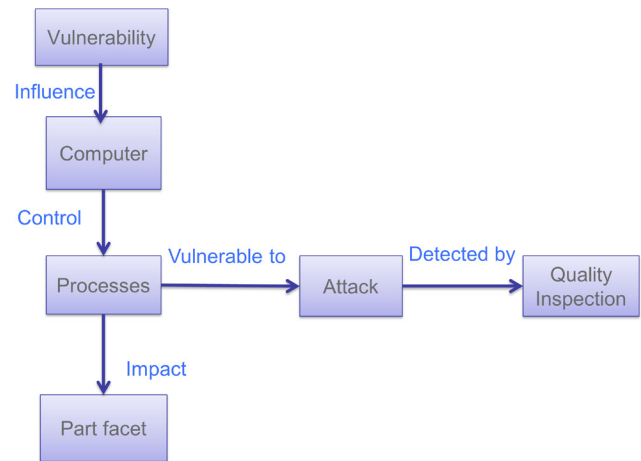 Vulnerability
Influence
Computer
Control
Processes
Vulnerable to
Attack
Detected by
Quality
Inspection
Impact
Part facet